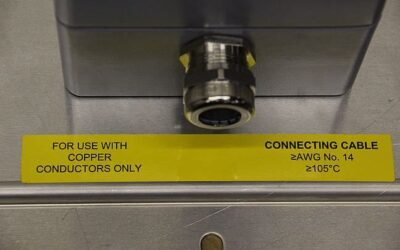 FOR USE WITH
COPPER
CONDUCTORS ONLY
CONNECTING CABLE
≥AWG No. 14
≥105°C